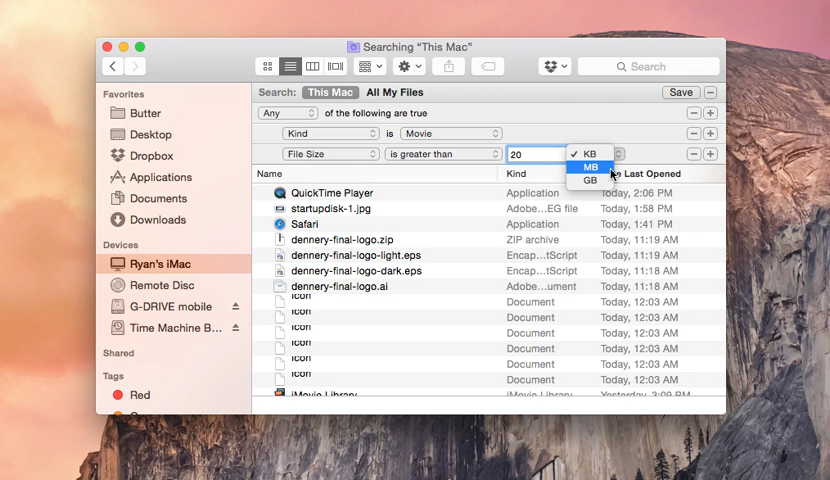 Searching “This Mac”
Search
Favorites
Butter
Desktop
Dropbox
Applications
Documents
Downloads
Devices
Ryan’s iMac
Remote Disc
G-DRIVE mobile
Time Machine B...
Shared
Tags
Red
Search: This Mac All My Files Save
Any of the following are true
Kind is Movie
File Size is greater than 20 ✓ KB
MB
GB
Name Kind Last Opened
QuickTime Player Application Today, 2:06 PM
startupdisk-1.jpg Adobe...EG file Today, 1:58 PM
Safari Application Today, 1:41 PM
dennery-final-logo.zip ZIP archive Today, 11:19 AM
dennery-final-logo-light.eps Encap...tScript Today, 11:19 AM
dennery-final-logo-dark.eps Encap...tScript Today, 11:18 AM
dennery-final-logo.ai Adobe...ument Today, 11:18 AM
Icon Document Today, 12:03 AM
Icon Document Today, 12:03 AM
Icon Document Today, 12:03 AM
Icon Document Today, 12:03 AM
Icon Document Today, 12:03 AM
Icon Document Today, 12:03 AM
iMovie Library iMovie Library Yesterday, 3:09 PM